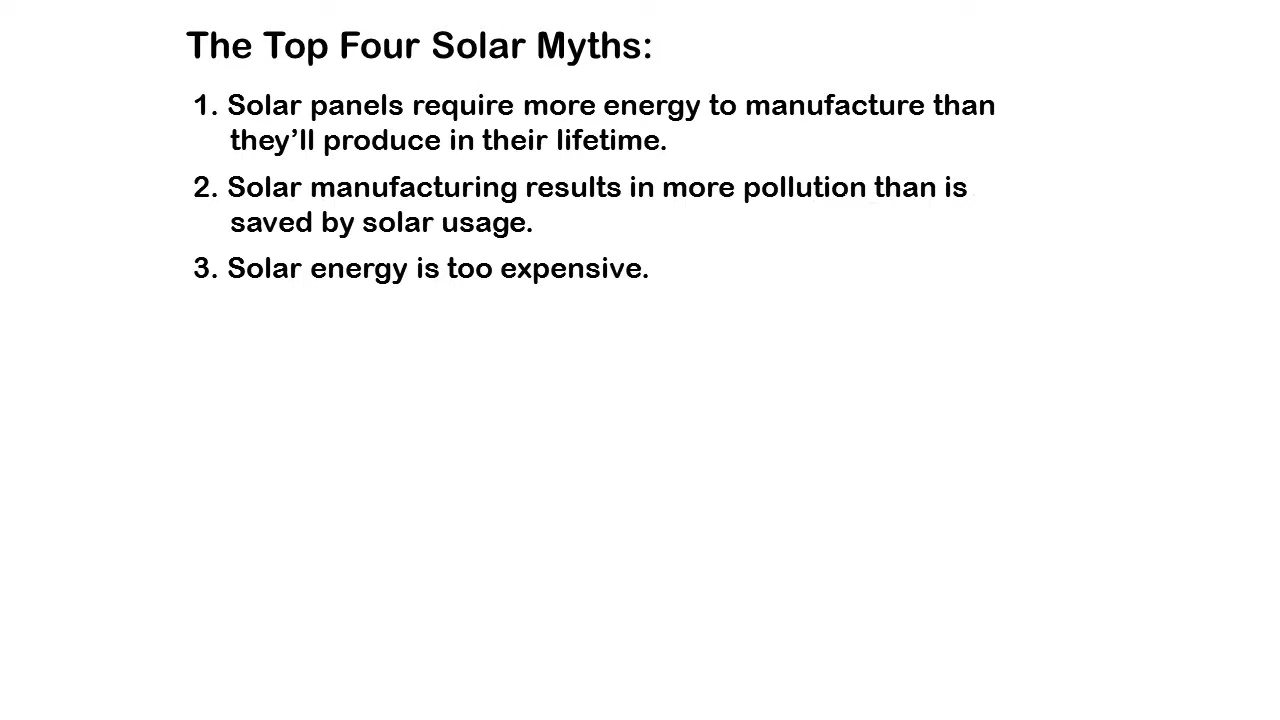 The Top Four Solar Myths:
1. Solar panels require more energy to manufacture than
they’ll produce in their lifetime.
2. Solar manufacturing results in more pollution than is
saved by solar usage.
3. Solar energy is too expensive.